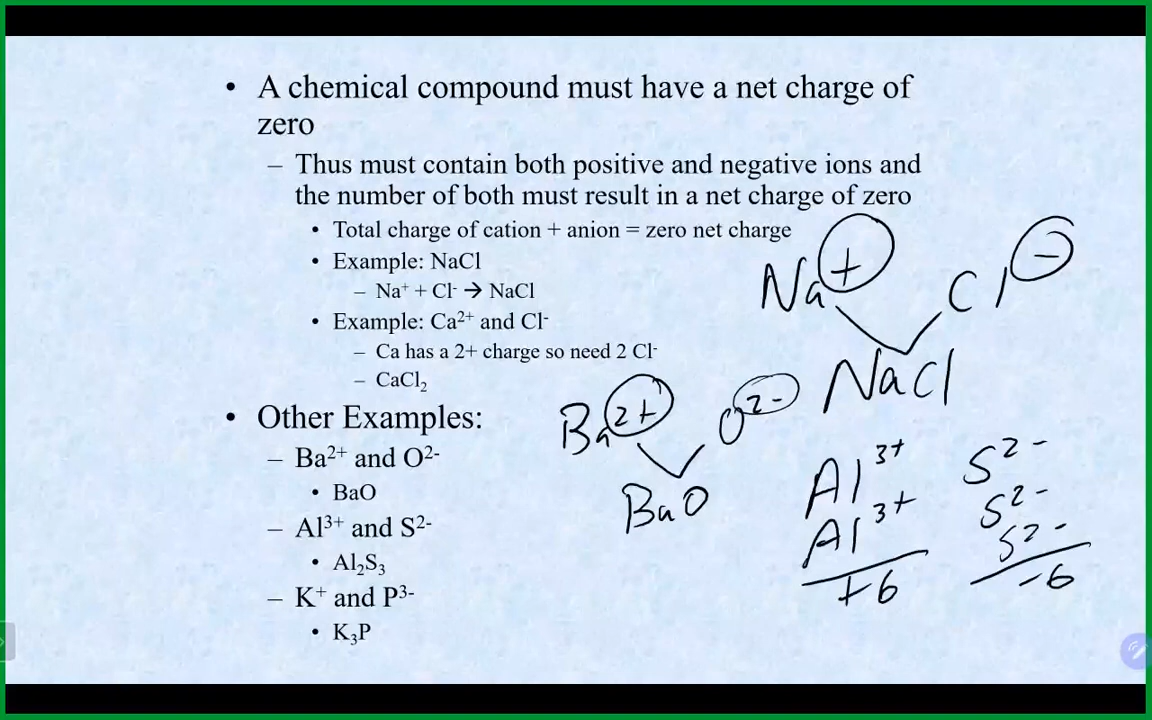 • A chemical compound must have a net charge of
zero
– Thus must contain both positive and negative ions and
the number of both must result in a net charge of zero
• Total charge of cation + anion = zero net charge
• Example: NaCl
– Na⁺ + Cl⁻ → NaCl
• Example: Ca²⁺ and Cl⁻
– Ca has a 2+ charge so need 2 Cl⁻
– CaCl₂
• Other Examples:
– Ba²⁺ and O²⁻
• BaO
– Al³⁺ and S²⁻
• Al₂S₃
– K⁺ and P³⁻
• K₃P
Na⁺ Cl⁻
NaCl
Ba²⁺ O²⁻
BaO
Al³⁺ S²⁻
Al³⁺ S²⁻
S²⁻
+6 -6